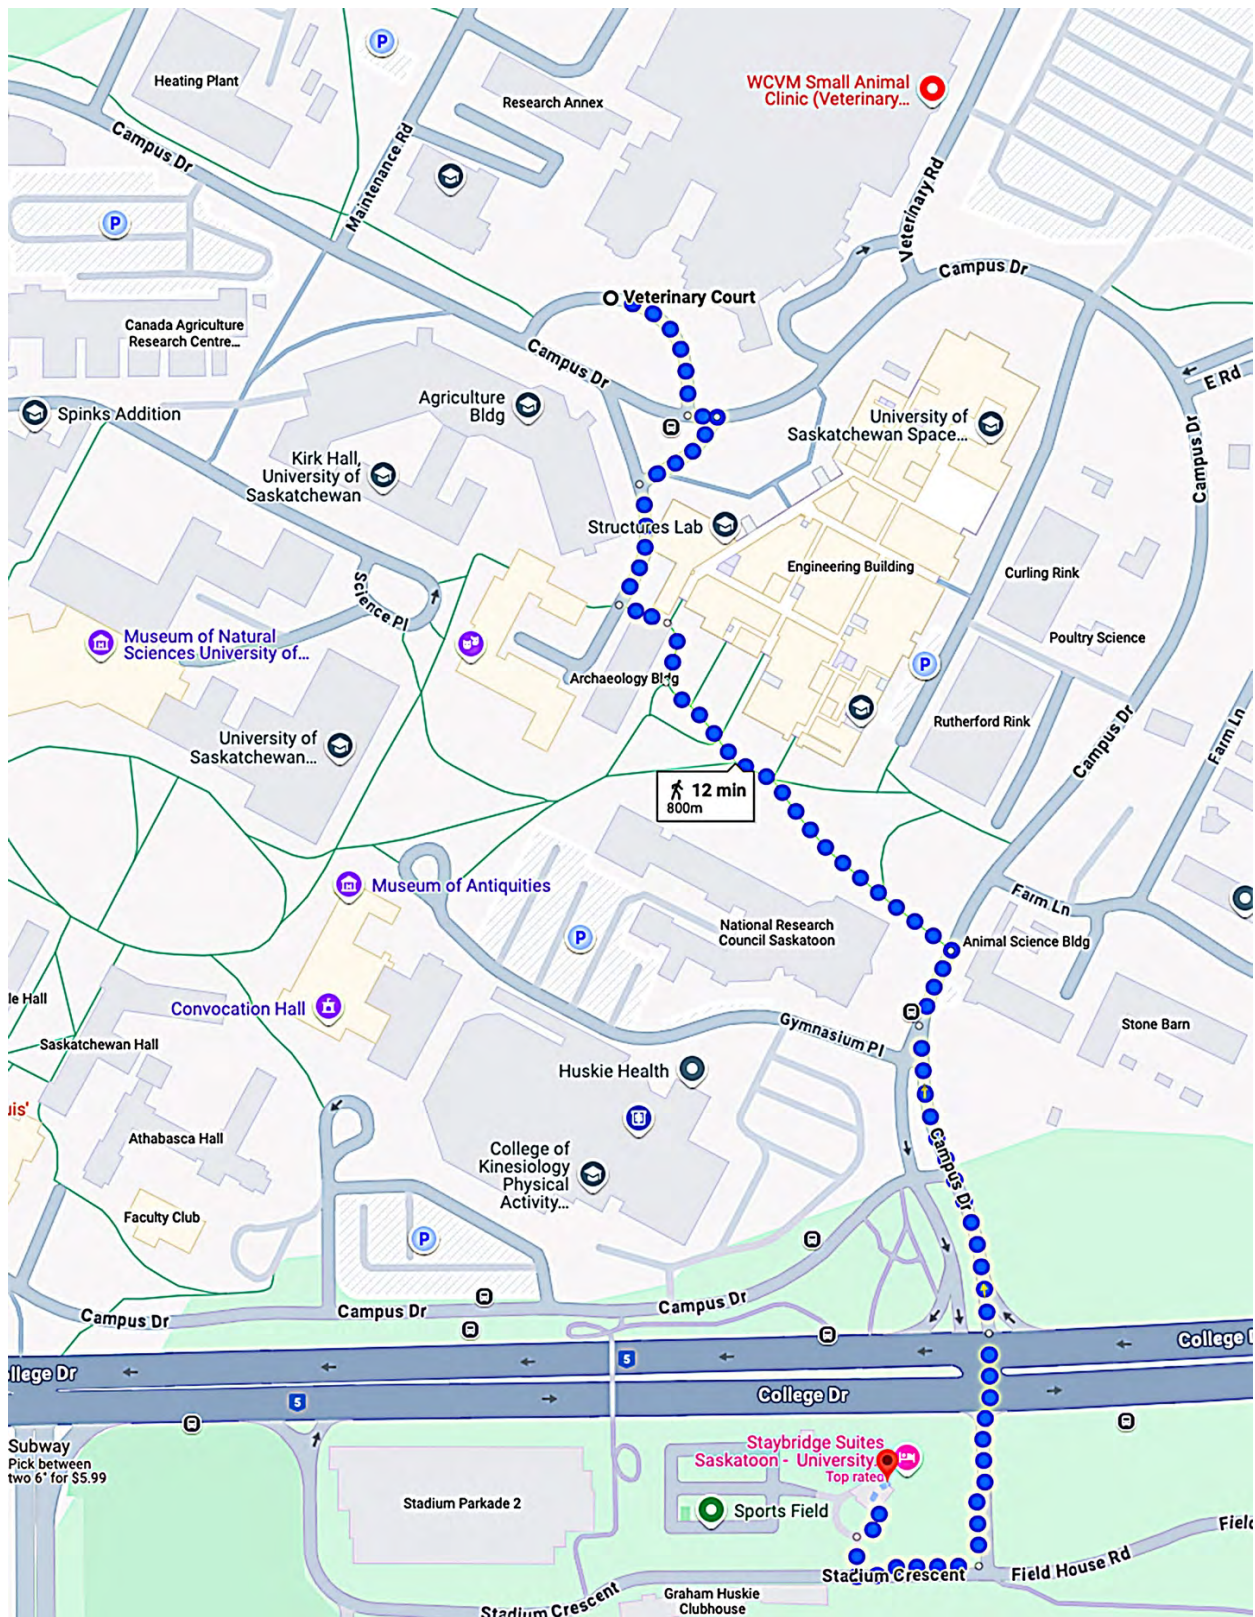 P
Heating Plant
Research Annex
WCVM Small Animal
Clinic (Veterinary...
Campus Dr
Maintenance Rd
Veterinary Rd
P
Campus Dr
Veterinary Court
Canada Agriculture
Research Centre...
Campus Dr
E Rd
Agriculture
Bldg
Spinks Addition
University of
Saskatchewan Space...
Campus Dr
Kirk Hall,
University of
Saskatchewan
Structures Lab
Engineering Building
Curling Rink
Science Pl
Poultry Science
Museum of Natural
Sciences University of...
P
Archaeology Bldg
Rutherford Rink
Campus Dr
Farm Ln
University of
Saskatchewan...
12 min
800m
Museum of Antiquities
Farm Ln
National Research
Council Saskatoon
P
Animal Science Bldg
le Hall
Convocation Hall
Gymnasium Pl
Stone Barn
Saskatchewan Hall
Huskie Health
uis'
Athabasca Hall
College of
Kinesiology
Physical
Activity...
Campus Dr
Faculty Club
P
Campus Dr
Campus Dr
Campus Dr
College D
5
llege Dr
5
College Dr
Subway
Pick between
two 6" for $5.99
Staybridge Suites
Saskatoon - University
Top rated
Stadium Parkade 2
Sports Field
Field
Stadium Crescent
Field House Rd
Graham Huskie
Clubhouse
Stadium Crescent